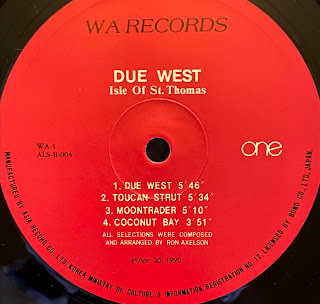 WA RECORDS
DUE WEST
Isle Of St. Thomas
WA-1
ALS-B-004
one
1. DUE WEST 5´46˝
2. TOUCAN STRUT 5´34˝
3. MOONTRADER 5´10˝
4. COCONUT BAY 3´51˝
ALL SELECTIONS WERE COMPOSED
AND ARRANGED BY RON AXELSON
℗ Apr. 30, 1990
MANUFACTURED BY ASIA RECORD CO., LTD. KOREA MINISTRY OF CULTURE & INFORMATION REGISTRATION NO. 12, LICENSED BY BOND CO., LTD. JAPAN.